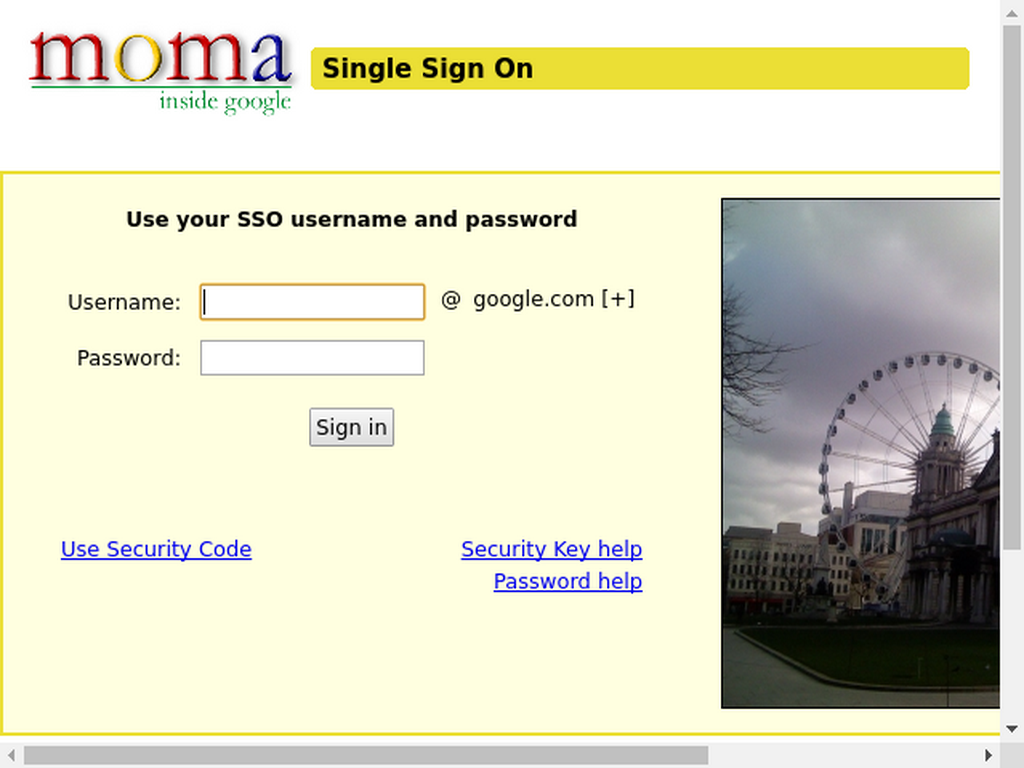 moma
inside google
Single Sign On
Use your SSO username and password
Username: @ google.com [+]
Password:
Sign in
Use Security Code
Security Key help
Password help